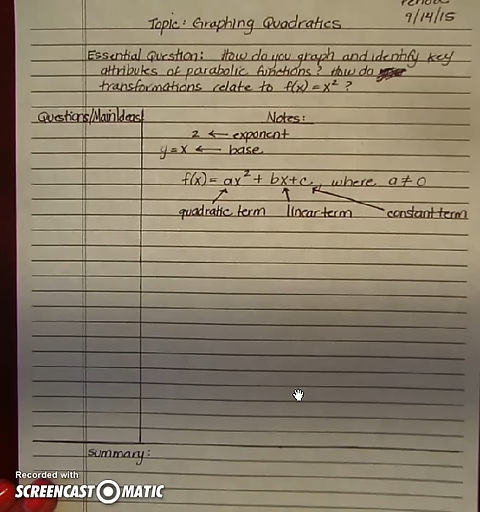 Period
9/14/15
Topic: Graphing Quadratics
Essential Question: How do you graph and identify key
attributes of parabolic functions? How do
transformations relate to f(x) = x² ?
Questions/Main Ideas
Notes:
2 ← exponent
y = x ← base
f(x) = ax² + bx + c, where a ≠ 0
quadratic term linear term constant term
Summary:
Recorded with
SCREENCAST-O-MATIC